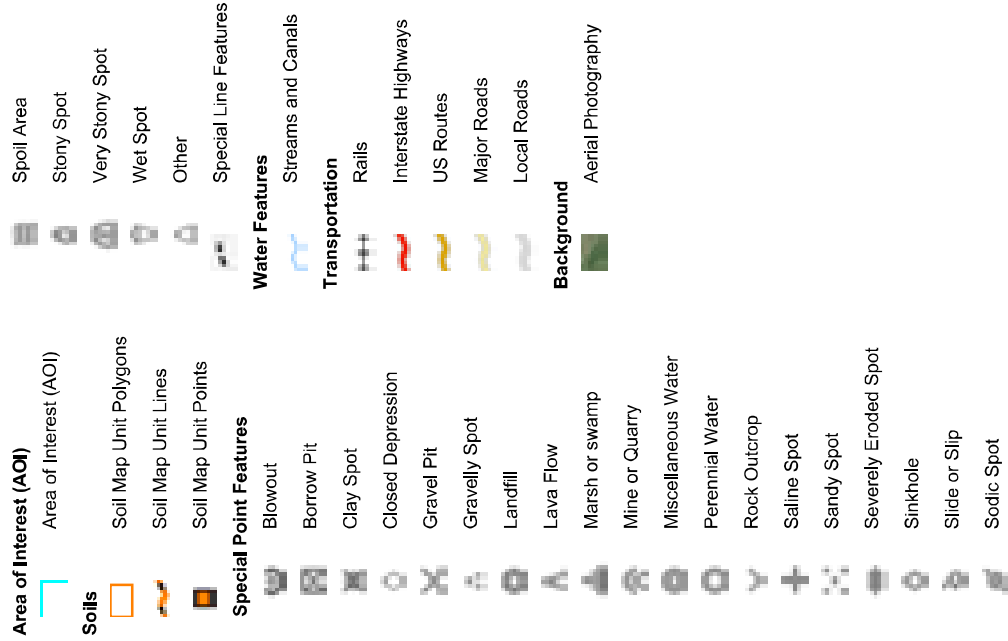 Area of Interest (AOI)
Area of Interest (AOI)
Soils
Soil Map Unit Polygons
Soil Map Unit Lines
Soil Map Unit Points
Special Point Features
Blowout
Borrow Pit
Clay Spot
Closed Depression
Gravel Pit
Gravelly Spot
Landfill
Lava Flow
Marsh or swamp
Mine or Quarry
Miscellaneous Water
Perennial Water
Rock Outcrop
Saline Spot
Sandy Spot
Severely Eroded Spot
Sinkhole
Slide or Slip
Sodic Spot
Spoil Area
Stony Spot
Very Stony Spot
Wet Spot
Other
Special Line Features
Water Features
Streams and Canals
Transportation
Rails
Interstate Highways
US Routes
Major Roads
Local Roads
Background
Aerial Photography